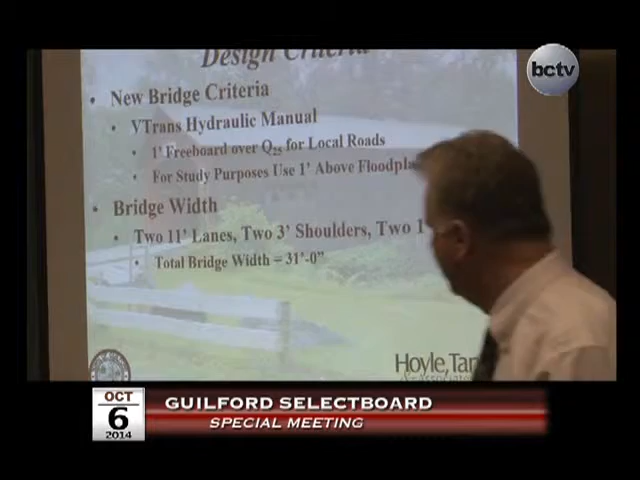 Design Criteria
bctv
New Bridge Criteria
VTrans Hydraulic Manual
1' Freeboard over Q25 for Local Roads
For Study Purposes Use 1' Above
Bridge Width
Two 11' Lanes, Two 3' Shoulders, Two 1
Total Bridge Width = 31'-0"
Hoyle,
OCT
6
2014
GUILFORD SELECTBOARD
SPECIAL MEETING